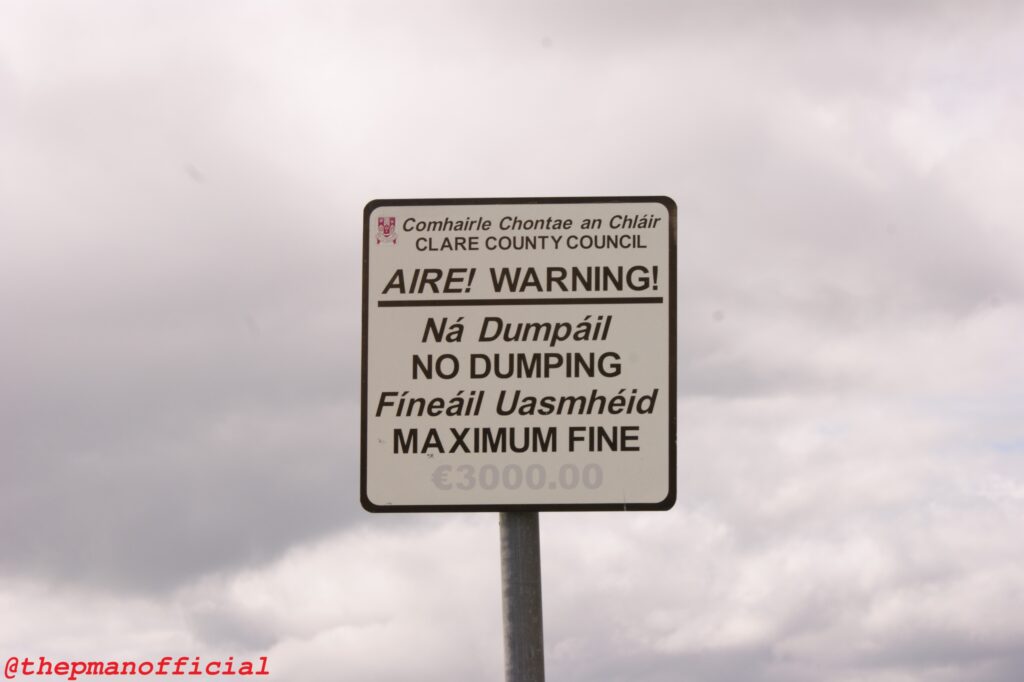 Comhairle Chontae an Chláir
CLARE COUNTY COUNCIL
AIRE! WARNING!
Ná Dumpáil
NO DUMPING
Fíneáil Uasmhéid
MAXIMUM FINE
€3000.00
@thepmanofficial